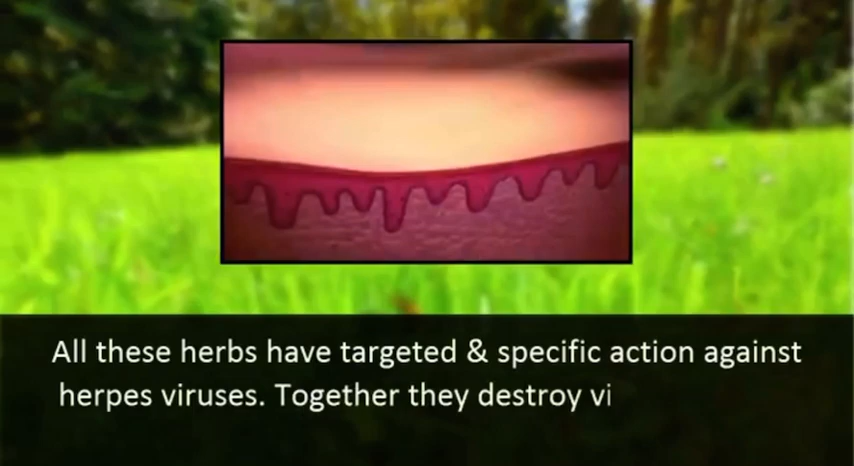 All these herbs have targeted & specific action against
herpes viruses. Together they destroy vi